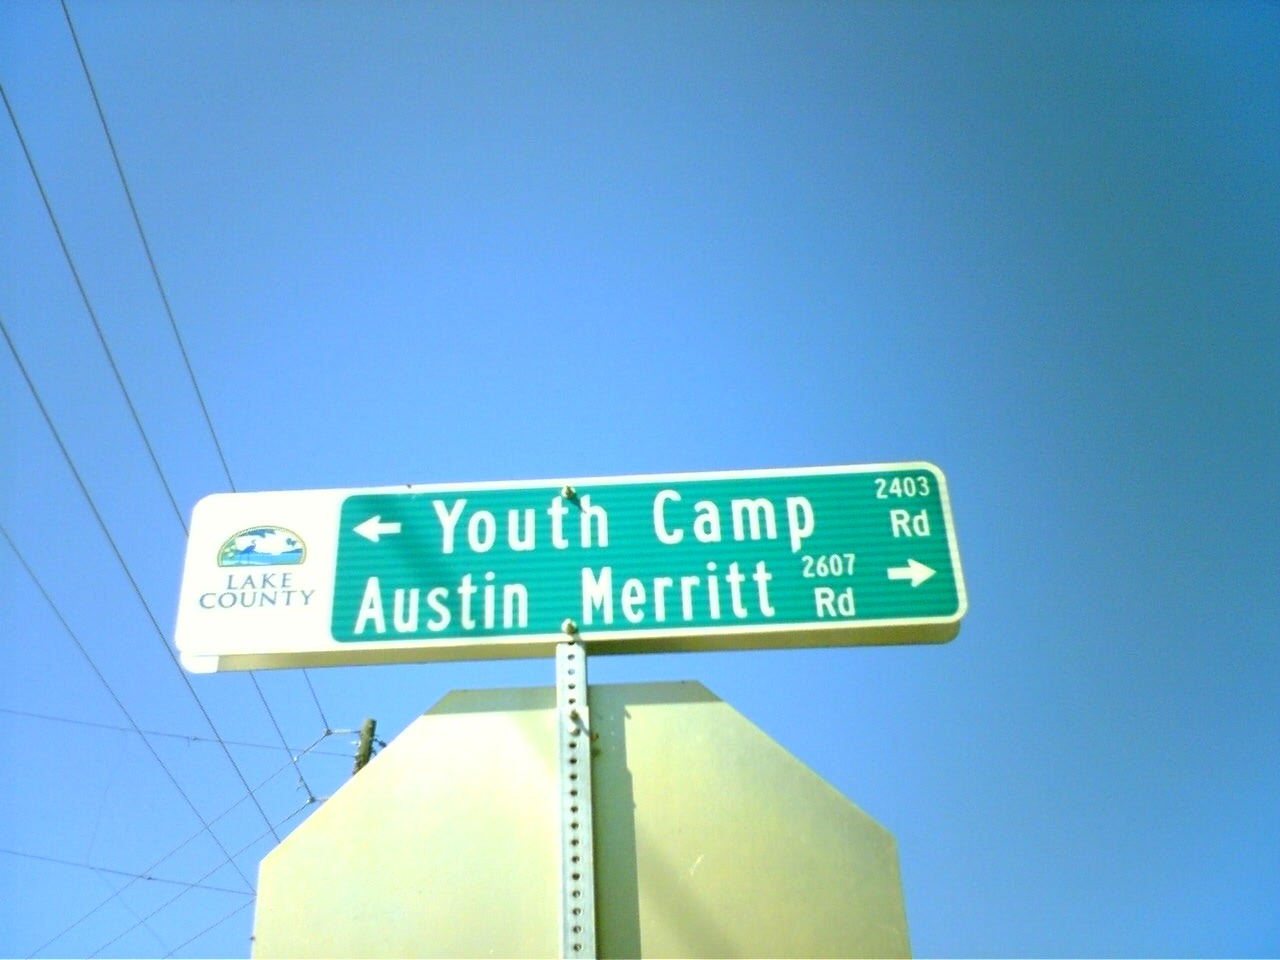 LAKE
COUNTY
← Youth Camp 2403 Rd
Austin Merritt 2607 Rd →